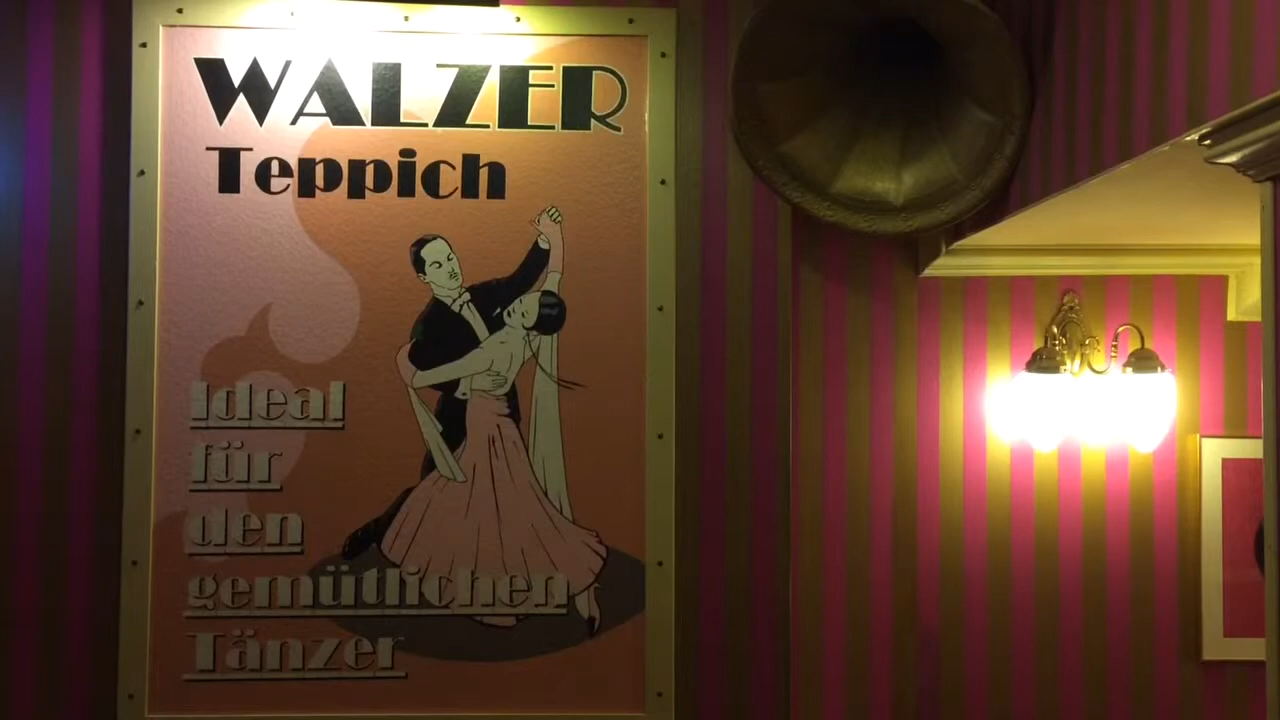 WALZER
Teppich
Ideal
für
den
gemütlichen
Tänzer